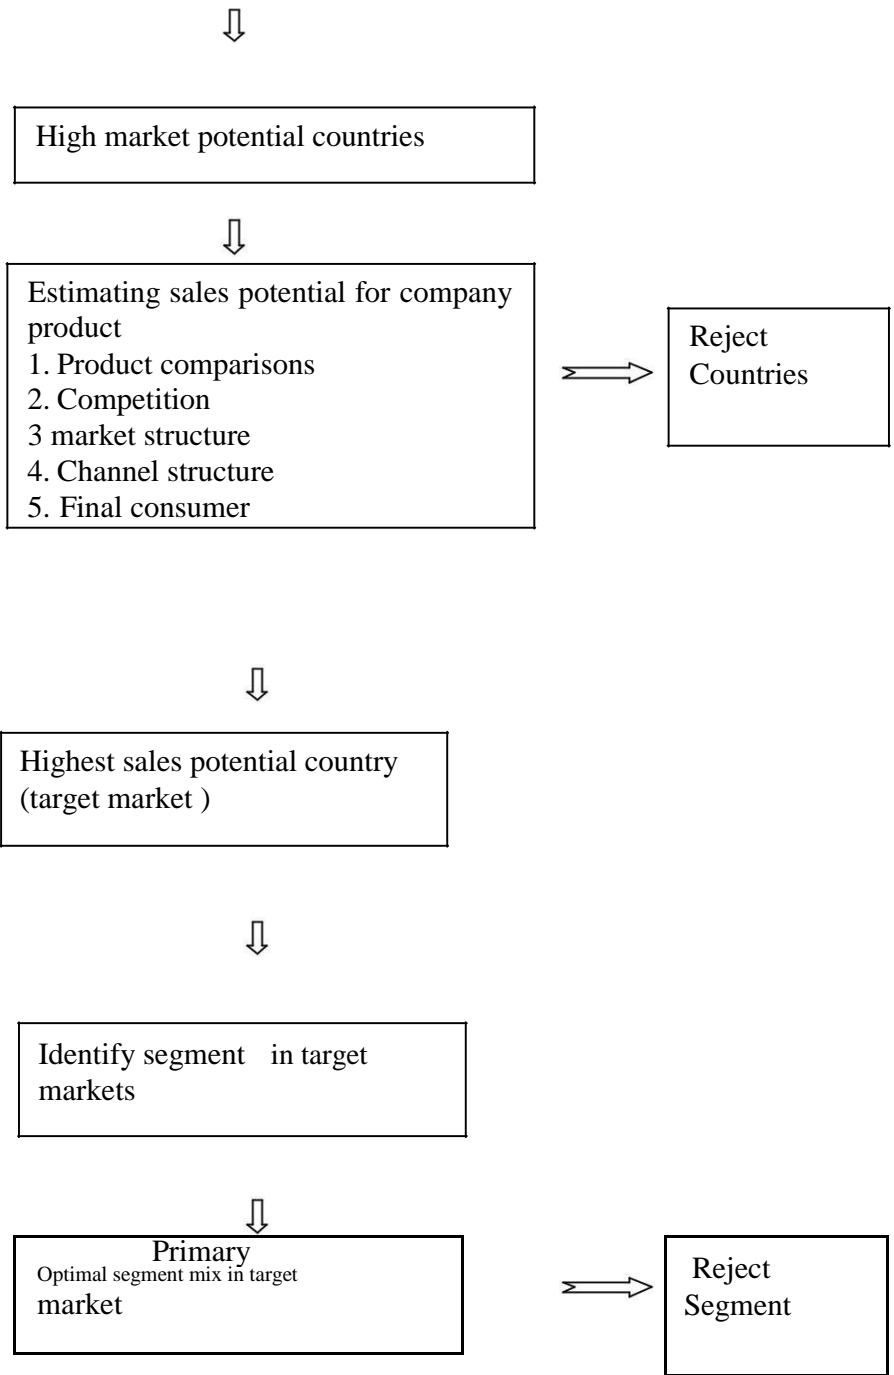 High market potential countries
Estimating sales potential for company
product
1. Product comparisons
2. Competition
3 market structure
4. Channel structure
5. Final consumer
Reject
Countries
Highest sales potential country
(target market )
Identify segment in target
markets
Primary
Optimal segment mix in target
market
Reject
Segment